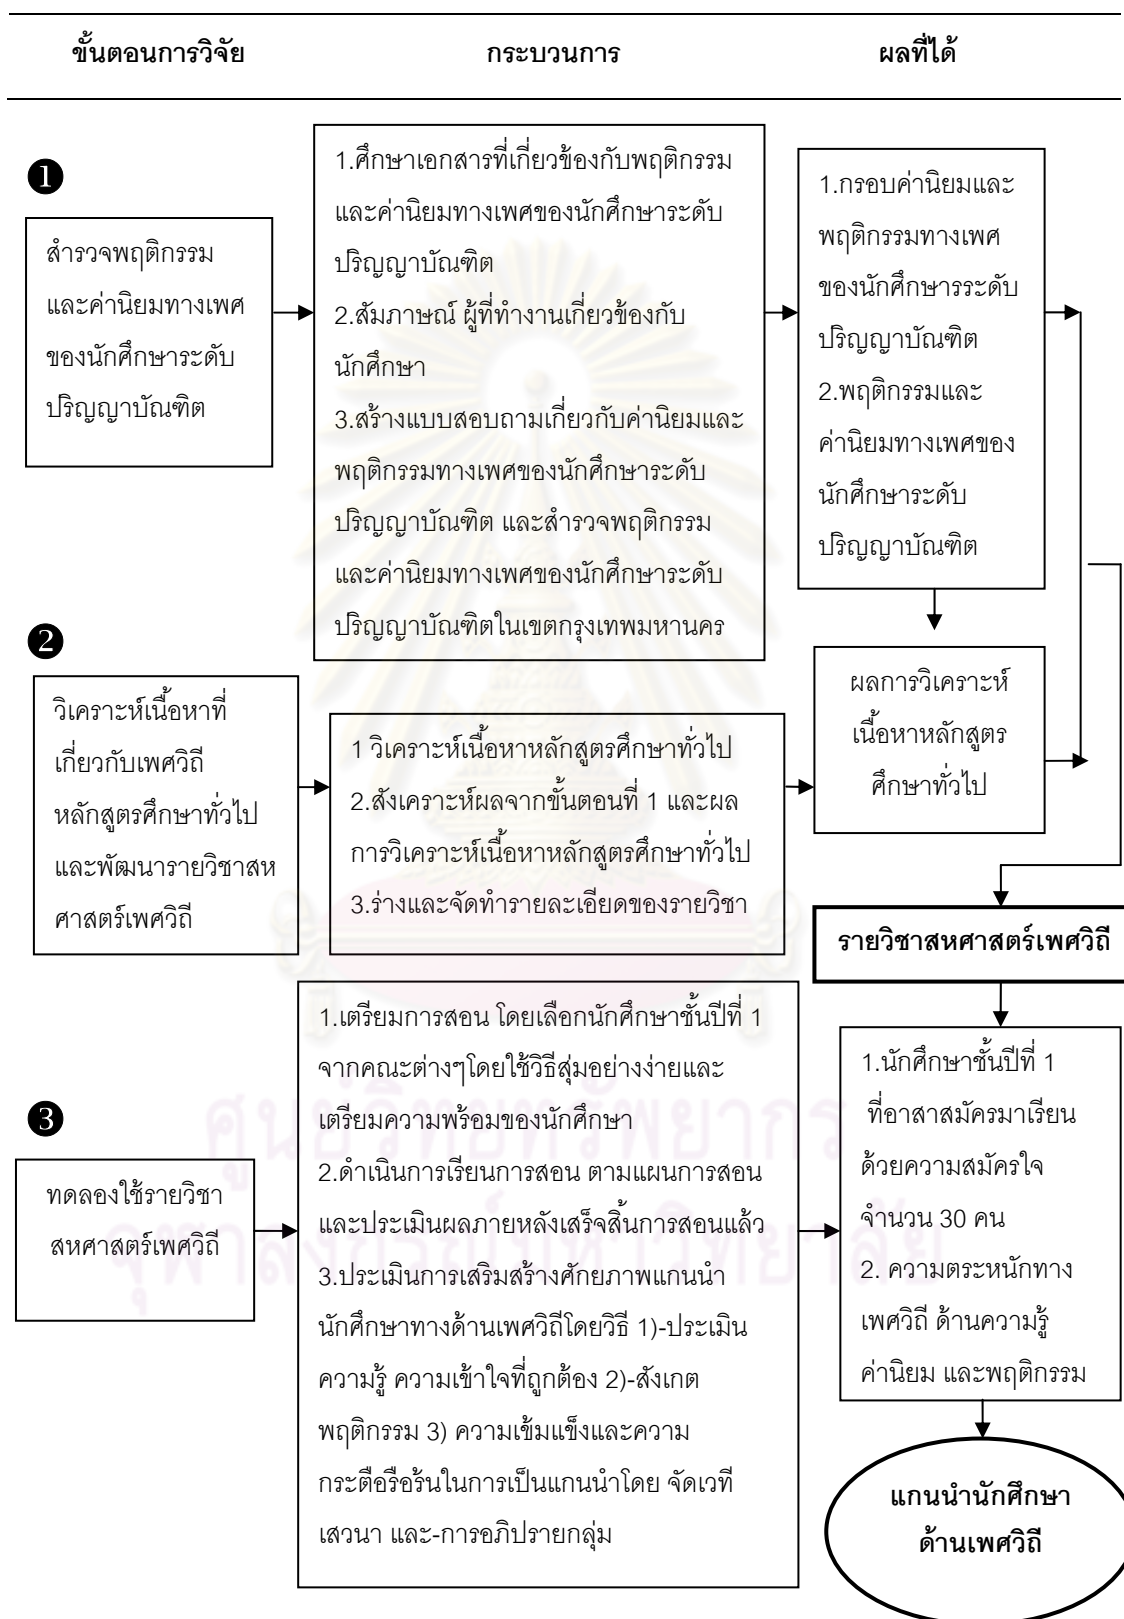 ขั้นตอนการวิจัย กระบวนการ ผลที่ได้
❶
สำรวจพฤติกรรม
และค่านิยมทางเพศ
ของนักศึกษาระดับ
ปริญญาบัณฑิต
1.ศึกษาเอกสารที่เกี่ยวข้องกับพฤติกรรม
และค่านิยมทางเพศของนักศึกษาระดับ
ปริญญาบัณฑิต
2.สัมภาษณ์ ผู้ที่ทำงานเกี่ยวข้องกับ
นักศึกษา
3.สร้างแบบสอบถามเกี่ยวกับค่านิยมและ
พฤติกรรมทางเพศของนักศึกษาระดับ
ปริญญาบัณฑิต และสำรวจพฤติกรรม
และค่านิยมทางเพศของนักศึกษาระดับ
ปริญญาบัณฑิตในเขตกรุงเทพมหานคร
1.กรอบค่านิยมและ
พฤติกรรมทางเพศ
ของนักศึกษารระดับ
ปริญญาบัณฑิต
2.พฤติกรรมและ
ค่านิยมทางเพศของ
นักศึกษาระดับ
ปริญญาบัณฑิต
❷
วิเคราะห์เนื้อหาที่
เกี่ยวกับเพศวิถี
หลักสูตรศึกษาทั่วไป
และพัฒนารายวิชาสห
ศาสตร์เพศวิถี
1 วิเคราะห์เนื้อหาหลักสูตรศึกษาทั่วไป
2.สังเคราะห์ผลจากขั้นตอนที่ 1 และผล
การวิเคราะห์เนื้อหาหลักสูตรศึกษาทั่วไป
3.ร่างและจัดทำรายละเอียดของรายวิชา
ผลการวิเคราะห์
เนื้อหาหลักสูตร
ศึกษาทั่วไป
รายวิชาสหศาสตร์เพศวิถี
❸
ทดลองใช้รายวิชา
สหศาสตร์เพศวิถี
1.เตรียมการสอน โดยเลือกนักศึกษาชั้นปีที่ 1
จากคณะต่างๆโดยใช้วิธีสุ่มอย่างง่ายและ
เตรียมความพร้อมของนักศึกษา
2.ดำเนินการเรียนการสอน ตามแผนการสอน
และประเมินผลภายหลังเสร็จสิ้นการสอนแล้ว
3.ประเมินการเสริมสร้างศักยภาพแกนนำ
นักศึกษาทางด้านเพศวิถีโดยวิธี 1)-ประเมิน
ความรู้ ความเข้าใจที่ถูกต้อง 2)-สังเกต
พฤติกรรม 3) ความเข้มแข็งและความ
กระตือรือร้นในการเป็นแกนนำโดย จัดเวที
เสวนา และ-การอภิปรายกลุ่ม
1.นักศึกษาชั้นปีที่ 1
ที่อาสาสมัครมาเรียน
ด้วยความสมัครใจ
จำนวน 30 คน
2. ความตระหนักทาง
เพศวิถี ด้านความรู้
ค่านิยม และพฤติกรรม
แกนนำนักศึกษา
ด้านเพศวิถี
ศูนย์วิทยทรัพยากร
จุฬาลงกรณ์มหาวิทยาลัย